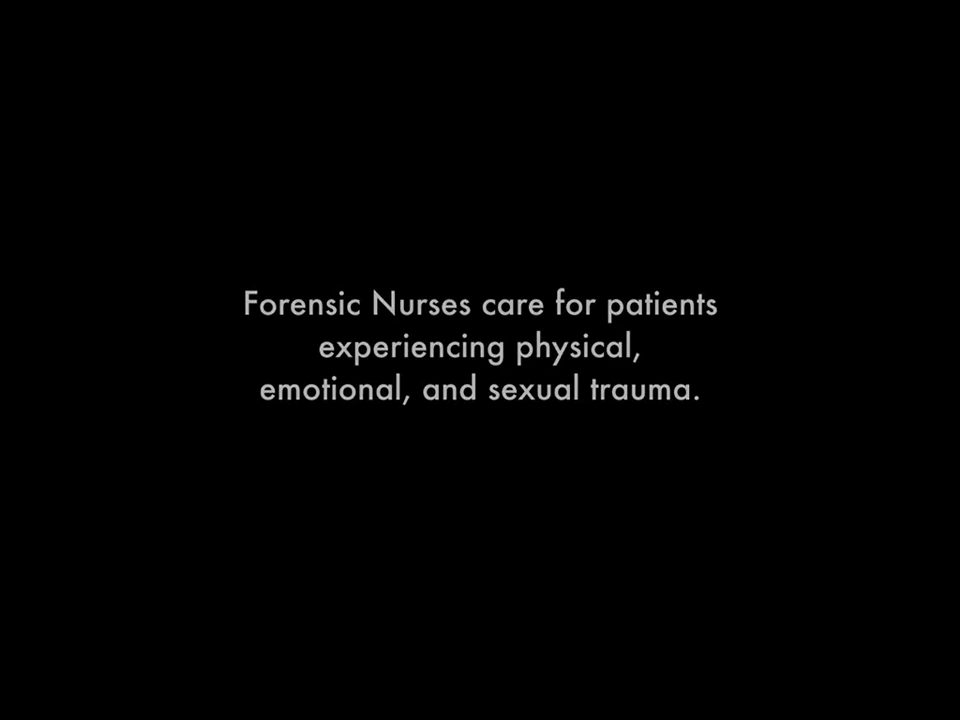 Forensic Nurses care for patients
experiencing physical,
emotional, and sexual trauma.